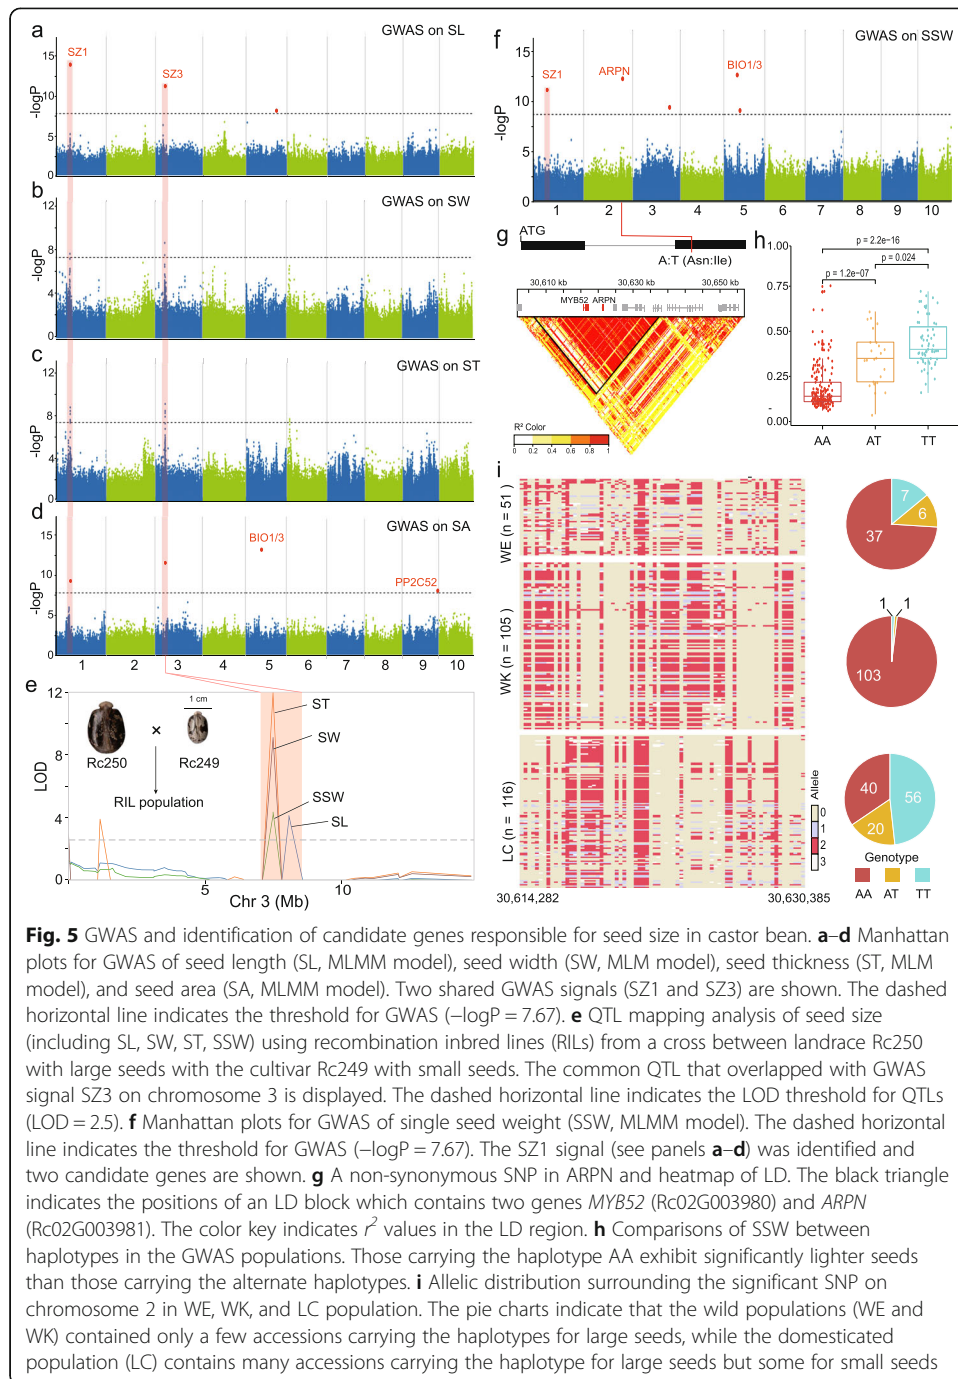 a
GWAS on SL
SZ1
SZ3
15
10
5
0
-logP
b
GWAS on SW
12
8
4
0
-logP
c
GWAS on ST
12
8
4
-logP
d
GWAS on SA
BIO1/3
PP2C52
15
10
5
0
-logP
1 2 3 4 5 6 7 8 9 10
e
1 cm
Rc250 × Rc249
RIL population
ST
SW
SSW
SL
12
8
4
0
LOD
5 10
Chr 3 (Mb)
f
GWAS on SSW
SZ1
ARPN
BIO1/3
15
10
5
0
-logP
1 2 3 4 5 6 7 8 9 10
g
ATG
A:T (Asn:Ile)
30,610 kb 30,630 kb 30,650 kb
MYB52 ARPN
R² Color
0 0.2 0.4 0.6 0.8 1
h
p = 2.2e-16
p = 0.024
p = 1.2e-07
1.00
0.75
0.50
0.25
0.00
AA AT TT
i
WE (n = 51 )
WK (n = 105 )
LC (n = 116)
30,614,282 30,630,385
Allele
0
1
2
3
7
6
37
1 1
103
40
56
20
Genotype
AA AT TT
Fig. 5 GWAS and identification of candidate genes responsible for seed size in castor bean. a–d Manhattan
plots for GWAS of seed length (SL, MLMM model), seed width (SW, MLM model), seed thickness (ST, MLM
model), and seed area (SA, MLMM model). Two shared GWAS signals (SZ1 and SZ3) are shown. The dashed
horizontal line indicates the threshold for GWAS (−logP = 7.67). e QTL mapping analysis of seed size
(including SL, SW, ST, SSW) using recombination inbred lines (RILs) from a cross between landrace Rc250
with large seeds with the cultivar Rc249 with small seeds. The common QTL that overlapped with GWAS
signal SZ3 on chromosome 3 is displayed. The dashed horizontal line indicates the LOD threshold for QTLs
(LOD = 2.5). f Manhattan plots for GWAS of single seed weight (SSW, MLMM model). The dashed horizontal
line indicates the threshold for GWAS (−logP = 7.67). The SZ1 signal (see panels a–d) was identified and
two candidate genes are shown. g A non-synonymous SNP in ARPN and heatmap of LD. The black triangle
indicates the positions of an LD block which contains two genes MYB52 (Rc02G003980) and ARPN
(Rc02G003981). The color key indicates r² values in the LD region. h Comparisons of SSW between
haplotypes in the GWAS populations. Those carrying the haplotype AA exhibit significantly lighter seeds
than those carrying the alternate haplotypes. i Allelic distribution surrounding the significant SNP on
chromosome 2 in WE, WK, and LC population. The pie charts indicate that the wild populations (WE and
WK) contained only a few accessions carrying the haplotypes for large seeds, while the domesticated
population (LC) contains many accessions carrying the haplotype for large seeds but some for small seeds